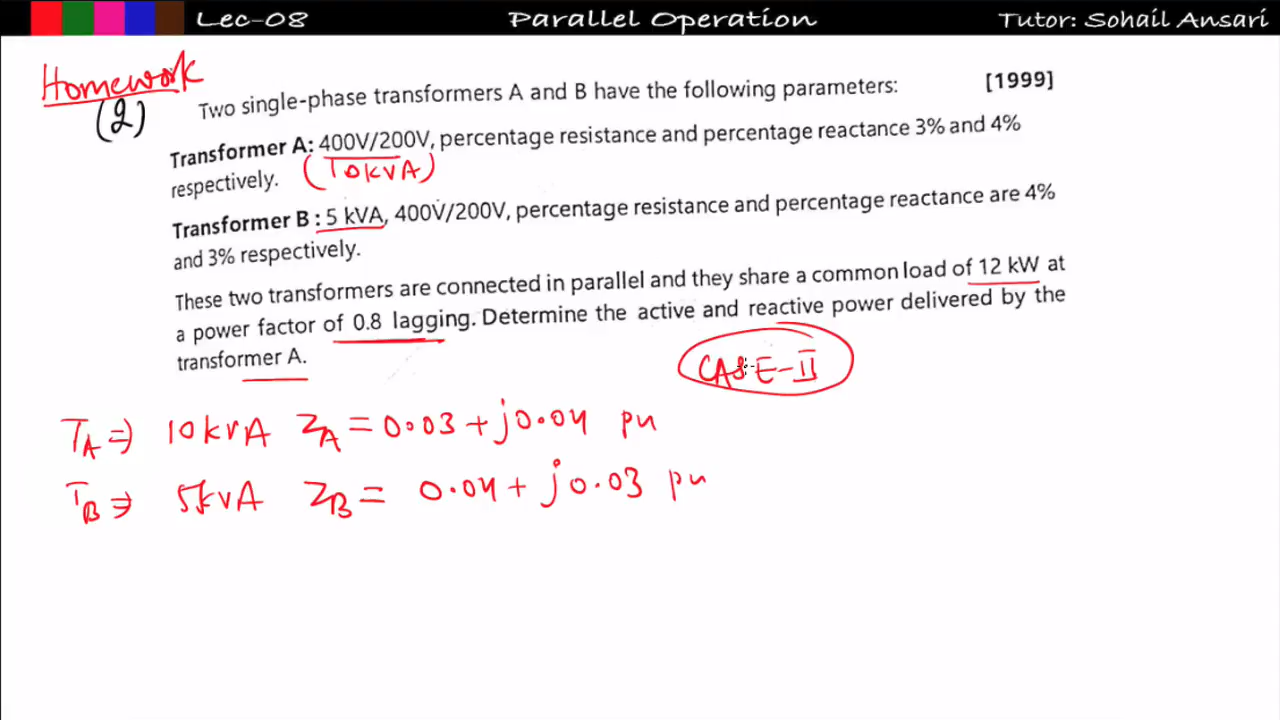 Lec-08 Parallel Operation Tutor: Sohail Ansari
Homework
(2) Two single-phase transformers A and B have the following parameters: [1999]
Transformer A: 400V/200V, percentage resistance and percentage reactance 3% and 4%
respectively. (10kVA)
Transformer B : 5 kVA, 400V/200V, percentage resistance and percentage reactance are 4%
and 3% respectively.
These two transformers are connected in parallel and they share a common load of 12 kW at
a power factor of 0.8 lagging. Determine the active and reactive power delivered by the
transformer A.
CASE-II
TA ⇒ 10kVA ZA = 0.03 + j0.04 pu
TB ⇒ 5kVA ZB = 0.04 + j0.03 pu